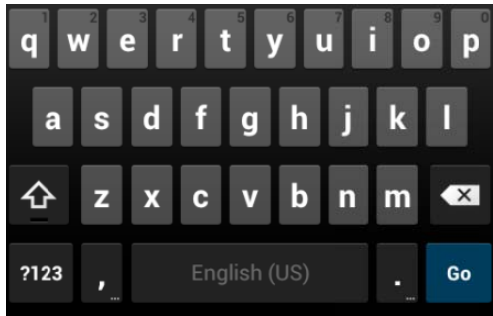 1 2 3 4 5 6 7 8 9 0
q w e r t y u i o p
a s d f g h j k l
z x c v b n m
?123 , ... English (US) . ... Go